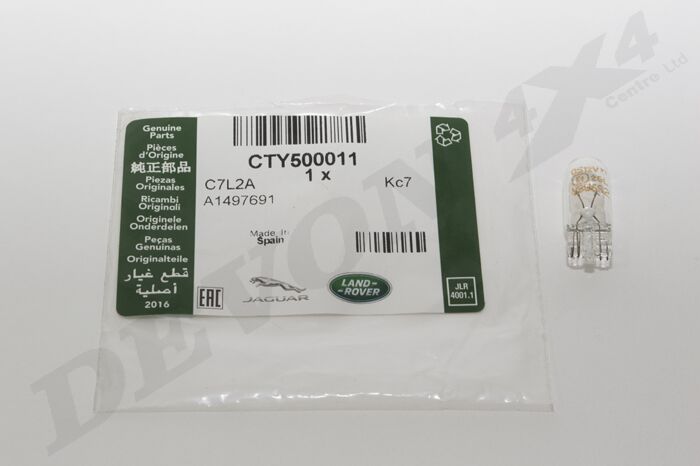 Genuine
Parts
Pièces
d'Origine
純正部品
Piezas
Originales
Ricambi
Originali
Originele
Onderdelen
Peças
Genuinas
Originalteile
قطع غيار
أصلية
2016
CTY500011
1 x
C7L2A
Kc7
A1497691
Made In
Spain
EAC
JAGUAR
LAND-
-ROVER
JLR
4001.1
DEVON 4X4
Centre Ltd